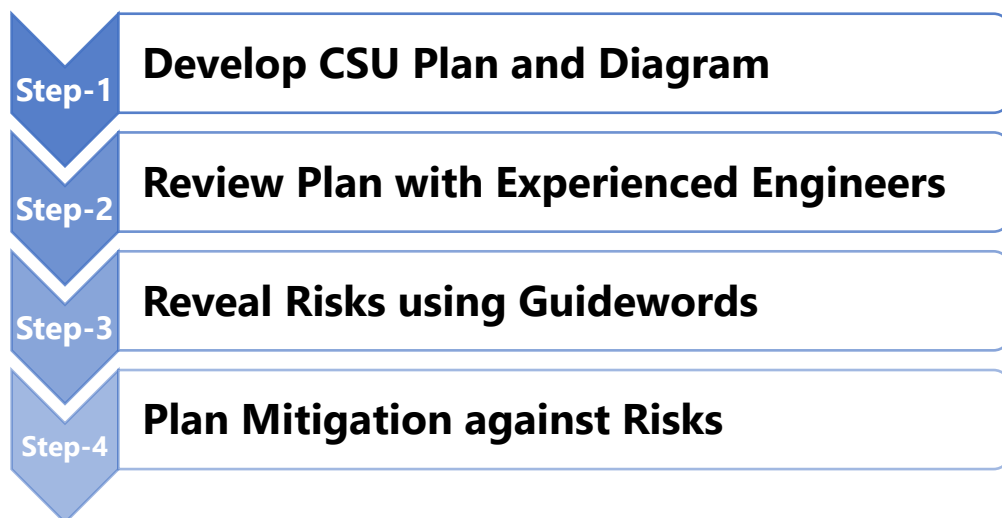 Step-1
Develop CSU Plan and Diagram
Step-2
Review Plan with Experienced Engineers
Step-3
Reveal Risks using Guidewords
Step-4
Plan Mitigation against Risks